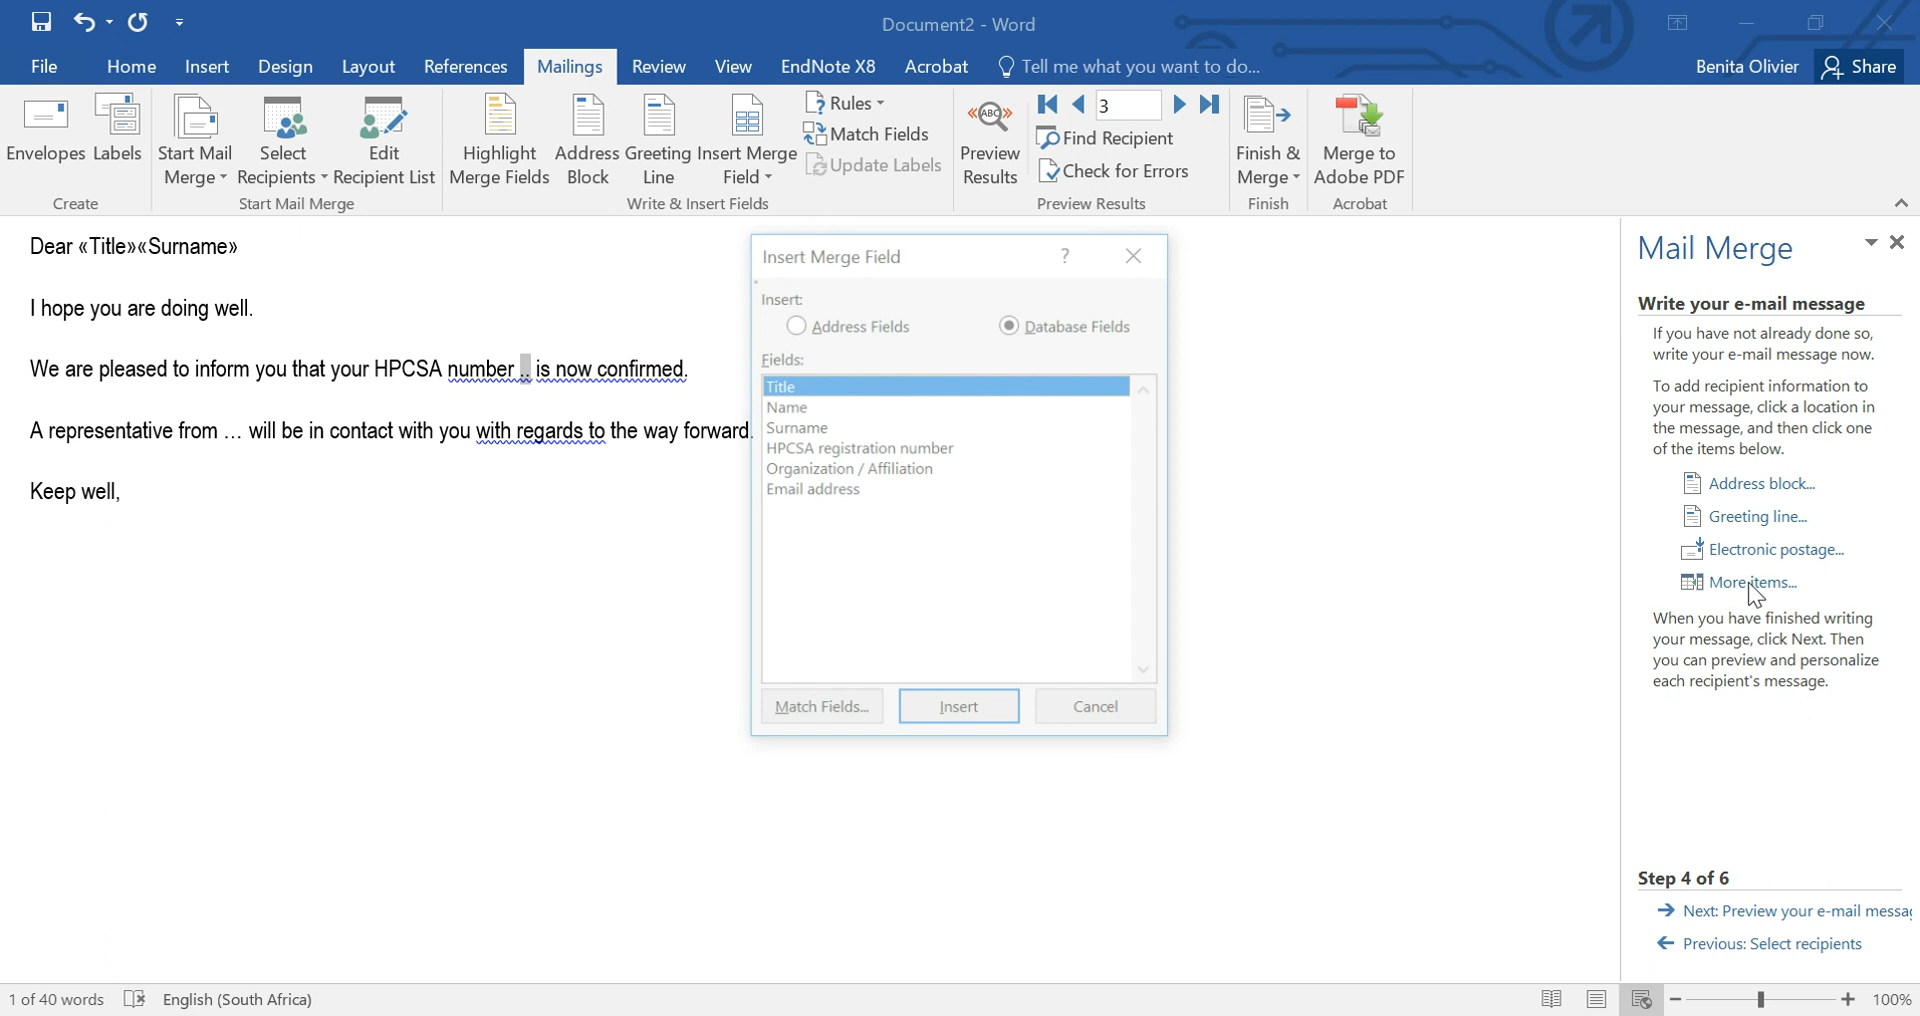 Document2 - Word
File Home Insert Design Layout References Mailings Review View EndNote X8 Acrobat Tell me what you want to do... Benita Olivier Share
Envelopes
Labels
Create
Start Mail
Merge
Select
Recipients
Edit
Recipient List
Start Mail Merge
Highlight
Merge Fields
Address
Block
Greeting
Line
Insert Merge
Field
Rules
Match Fields
Update Labels
Write & Insert Fields
«ABC»
Preview
Results
3
Find Recipient
Check for Errors
Preview Results
Finish &
Merge
Finish
Merge to
Adobe PDF
Acrobat
Dear «Title»«Surname»
I hope you are doing well.
We are pleased to inform you that your HPCSA number .. is now confirmed.
A representative from … will be in contact with you with regards to the way forward.
Keep well,
Insert Merge Field ?
Insert:
Address Fields Database Fields
Fields:
Title
Name
Surname
HPCSA registration number
Organization / Affiliation
Email address
Match Fields... Insert Cancel
Mail Merge
Write your e-mail message
If you have not already done so,
write your e-mail message now.
To add recipient information to
your message, click a location in
the message, and then click one
of the items below.
Address block...
Greeting line...
Electronic postage...
More items...
When you have finished writing
your message, click Next. Then
you can preview and personalize
each recipient's message.
Step 4 of 6
Next: Preview your e-mail messag
Previous: Select recipients
1 of 40 words English (South Africa) 100%